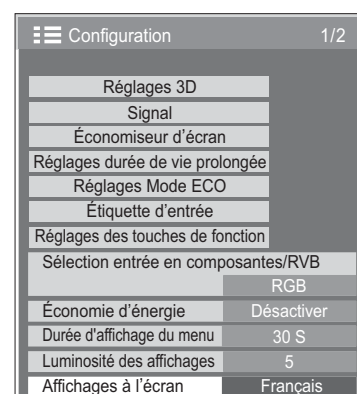 Configuration 1/2
Réglages 3D
Signal
Économiseur d'écran
Réglages durée de vie prolongée
Réglages Mode ECO
Étiquette d'entrée
Réglages des touches de fonction
Sélection entrée en composantes/RVB
RGB
Économie d'énergie Désactiver
Durée d'affichage du menu 30 S
Luminosité des affichages 5
Affichages à l'écran Français